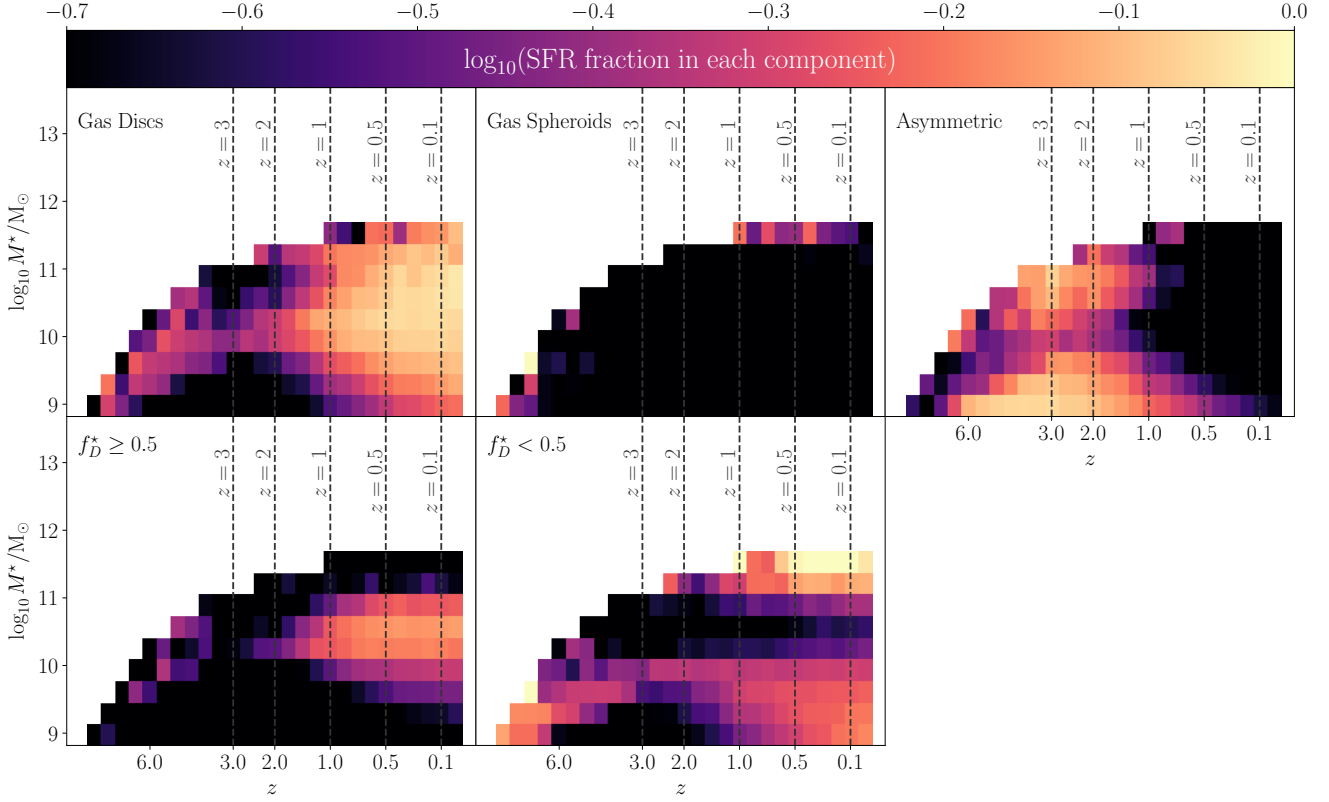 −0.7 −0.6 −0.5 −0.4 −0.3 −0.2 −0.1 0.0
log₁₀(SFR fraction in each component)
Gas Discs
z = 3
z = 2
z = 1
z = 0.5
z = 0.1
Gas Spheroids
z = 3
z = 2
z = 1
z = 0.5
z = 0.1
Asymmetric
z = 3
z = 2
z = 1
z = 0.5
z = 0.1
13
12
11
10
9
log₁₀ M*/M⊙
6.0 3.0 2.0 1.0 0.5 0.1
z
f*_D ≥ 0.5
z = 3
z = 2
z = 1
z = 0.5
z = 0.1
f*_D < 0.5
z = 3
z = 2
z = 1
z = 0.5
z = 0.1
13
12
11
10
9
log₁₀ M*/M⊙
6.0 3.0 2.0 1.0 0.5 0.1
z
6.0 3.0 2.0 1.0 0.5 0.1
z